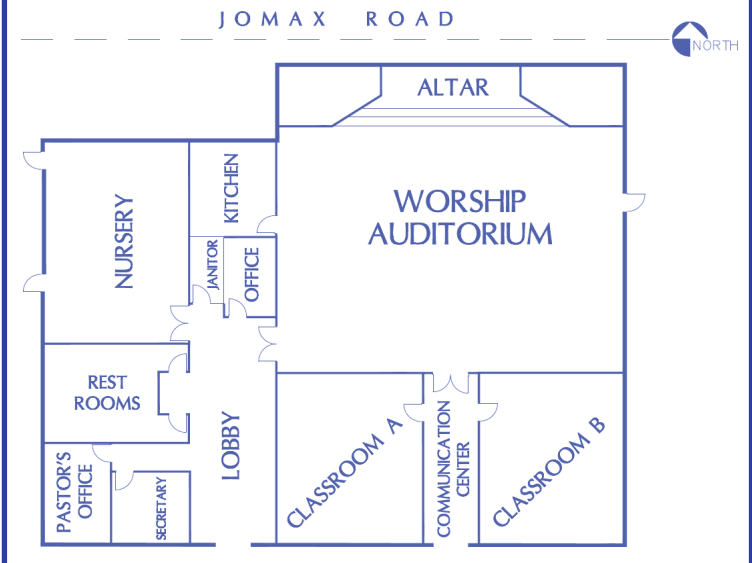 JOMAX ROAD
NORTH
ALTAR
KITCHEN
NURSERY
WORSHIP
AUDITORIUM
JANITOR
OFFICE
REST
ROOMS
LOBBY
CLASSROOM A
COMMUNICATION
CENTER
CLASSROOM B
PASTOR'S
OFFICE
SECRETARY